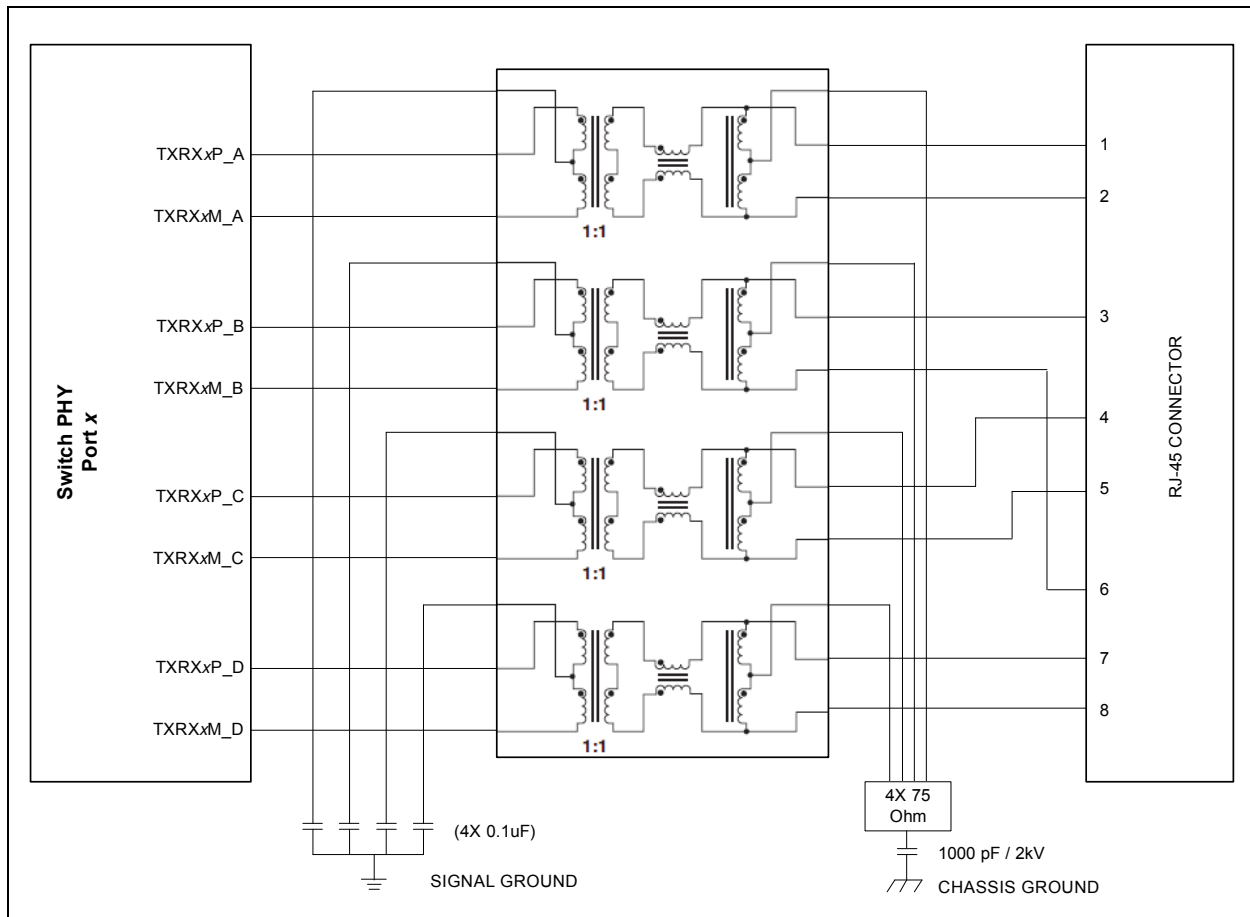 Switch PHY
Port x
TXRXxP_A
TXRXxM_A
TXRXxP_B
TXRXxM_B
TXRXxP_C
TXRXxM_C
TXRXxP_D
TXRXxM_D
1:1
1:1
1:1
1:1
1
2
3
4
5
6
7
8
RJ-45 CONNECTOR
(4X 0.1uF)
SIGNAL GROUND
4X 75
Ohm
1000 pF / 2kV
CHASSIS GROUND